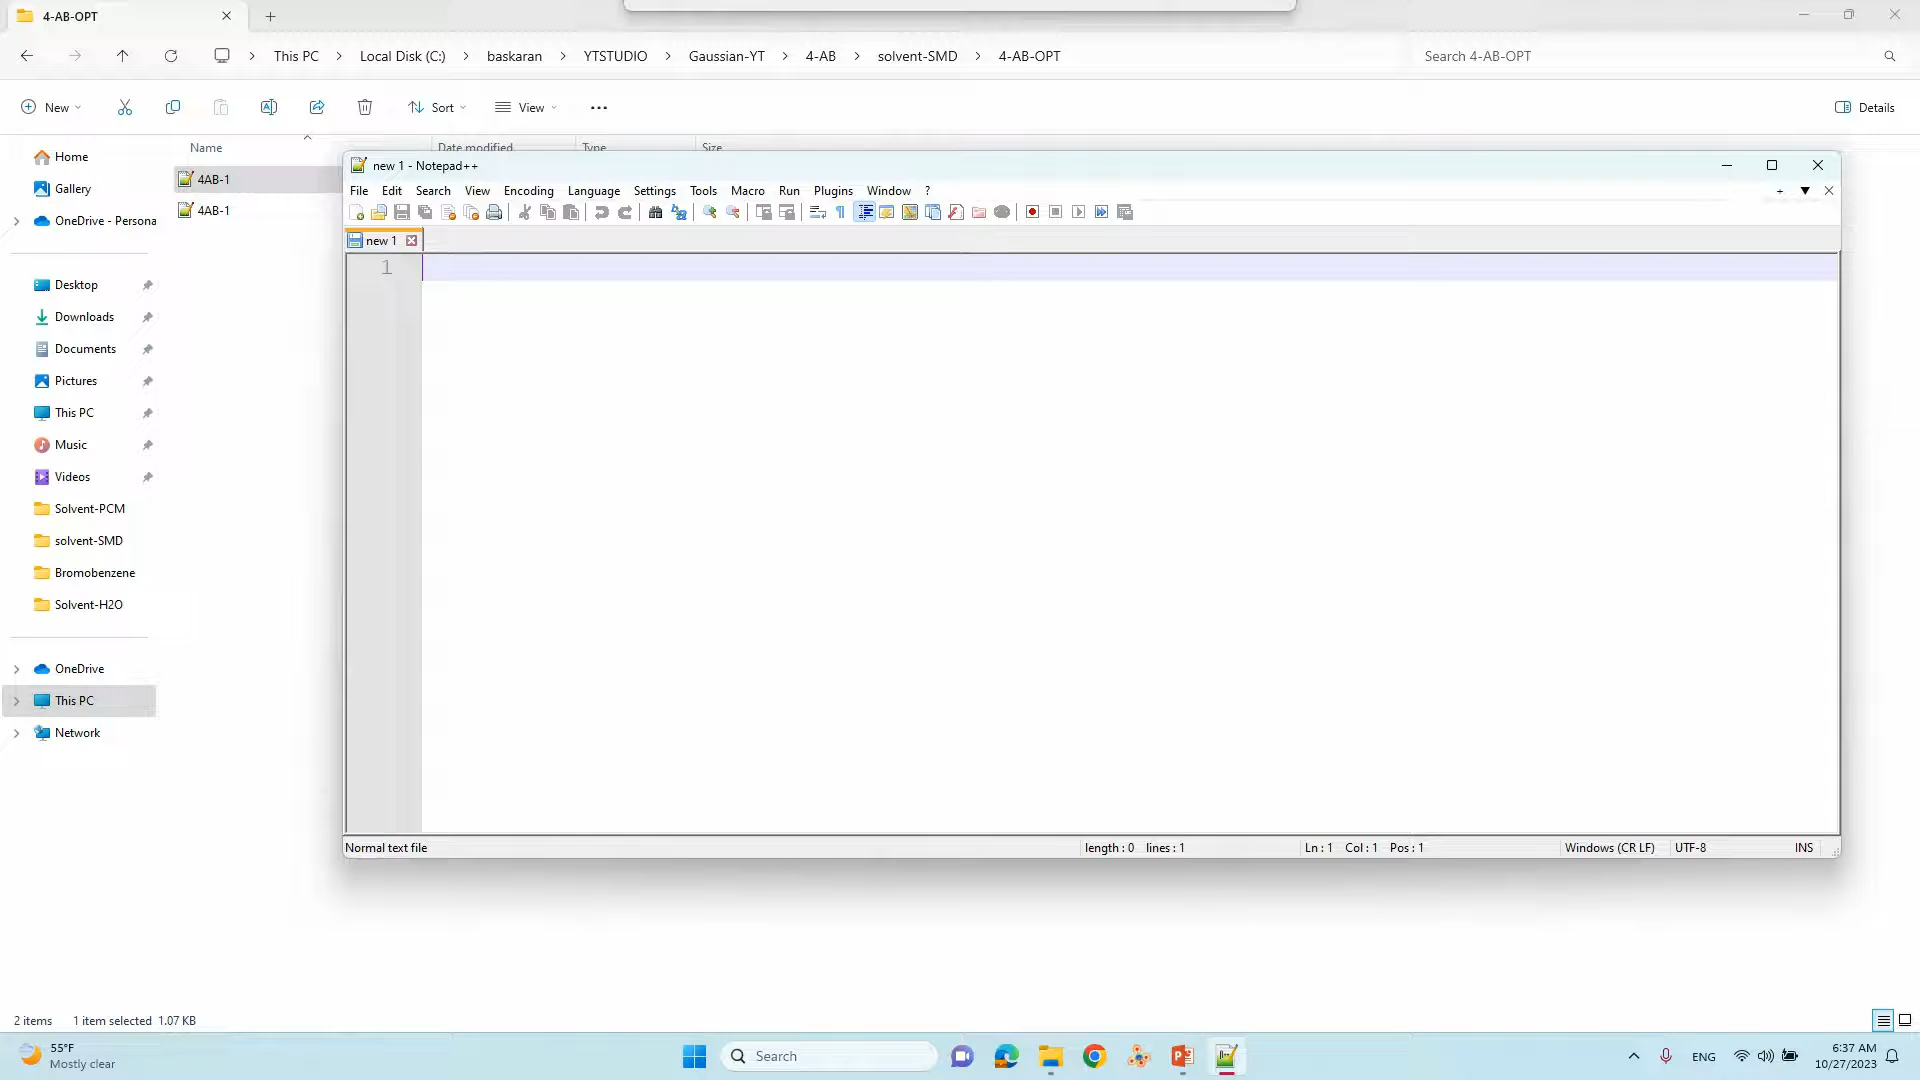 4-AB-OPT
This PC
Local Disk (C:)
baskaran
YTSTUDIO
Gaussian-YT
4-AB
solvent-SMD
4-AB-OPT
Search 4-AB-OPT
New
Sort
View
Details
Name
Date modified
Type
Size
Home
Gallery
OneDrive - Persona
Desktop
Downloads
Documents
Pictures
This PC
Music
Videos
Solvent-PCM
solvent-SMD
Bromobenzene
Solvent-H2O
OneDrive
This PC
Network
4AB-1
4AB-1
new 1 - Notepad++
File Edit Search View Encoding Language Settings Tools Macro Run Plugins Window ?
new 1
1
Normal text file
length : 0 lines : 1
Ln : 1 Col : 1 Pos : 1
Windows (CR LF)
UTF-8
INS
2 items
1 item selected 1.07 KB
55°F
Mostly clear
Search
ENG
6:37 AM
10/27/2023